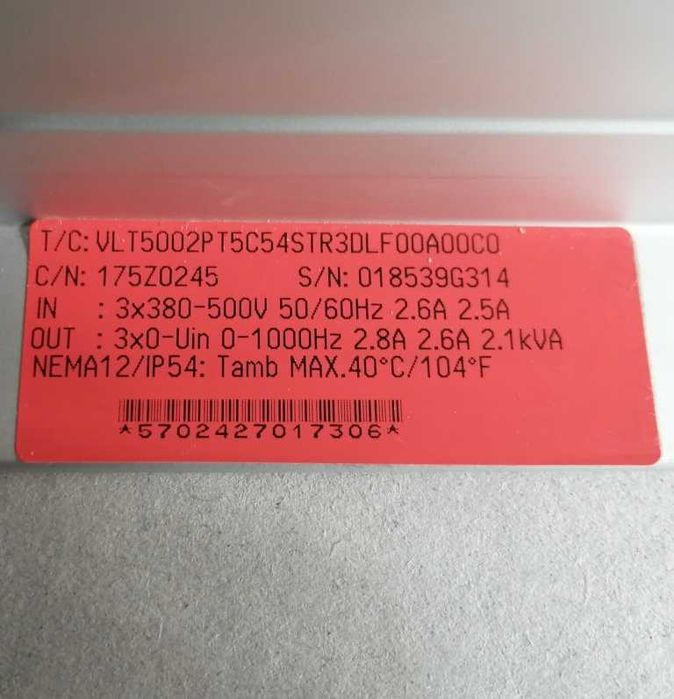 T/C: VLT5002PT5C54STR3DLF00A00C0
C/N: 175Z0245 S/N: 018539G314
IN : 3x380-500V 50/60Hz 2.6A 2.5A
OUT : 3x0-Uin 0-1000Hz 2.8A 2.6A 2.1kVA
NEMA12/IP54: Tamb MAX.40°C/104°F
*5702427017306*